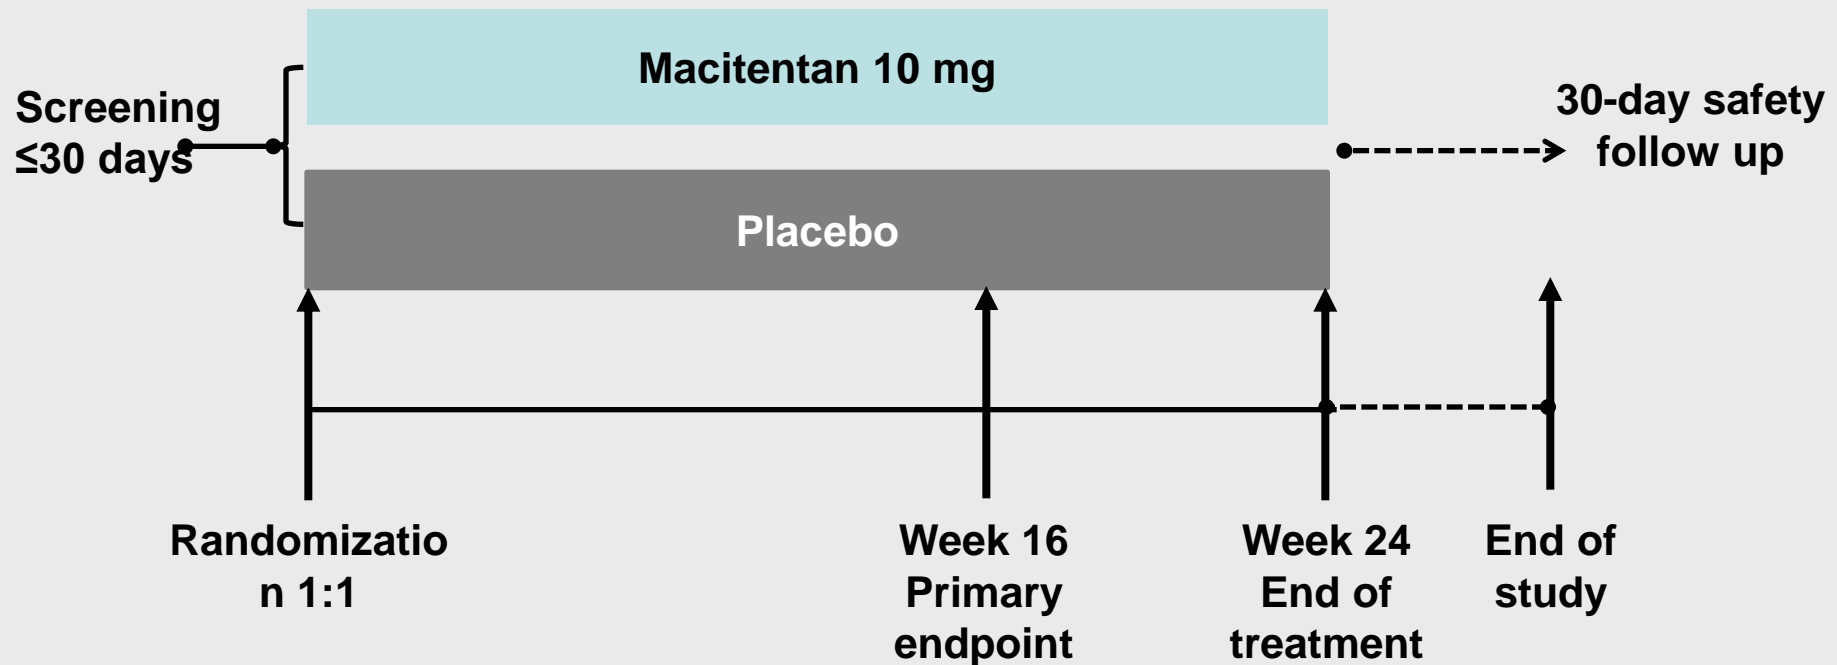 Macitentan 10 mg
Screening
≤30 days
30-day safety
follow up
Placebo
Randomizatio
n 1:1
Week 16
Primary
endpoint
Week 24
End of
treatment
End of
study